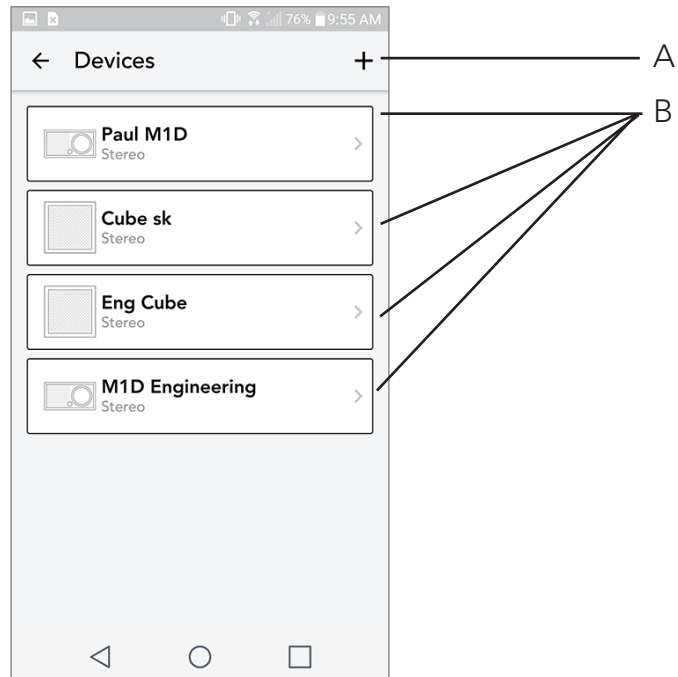 76% 9:55 AM
Devices + A
B
Paul M1D
Stereo
Cube sk
Stereo
Eng Cube
Stereo
M1D Engineering
Stereo